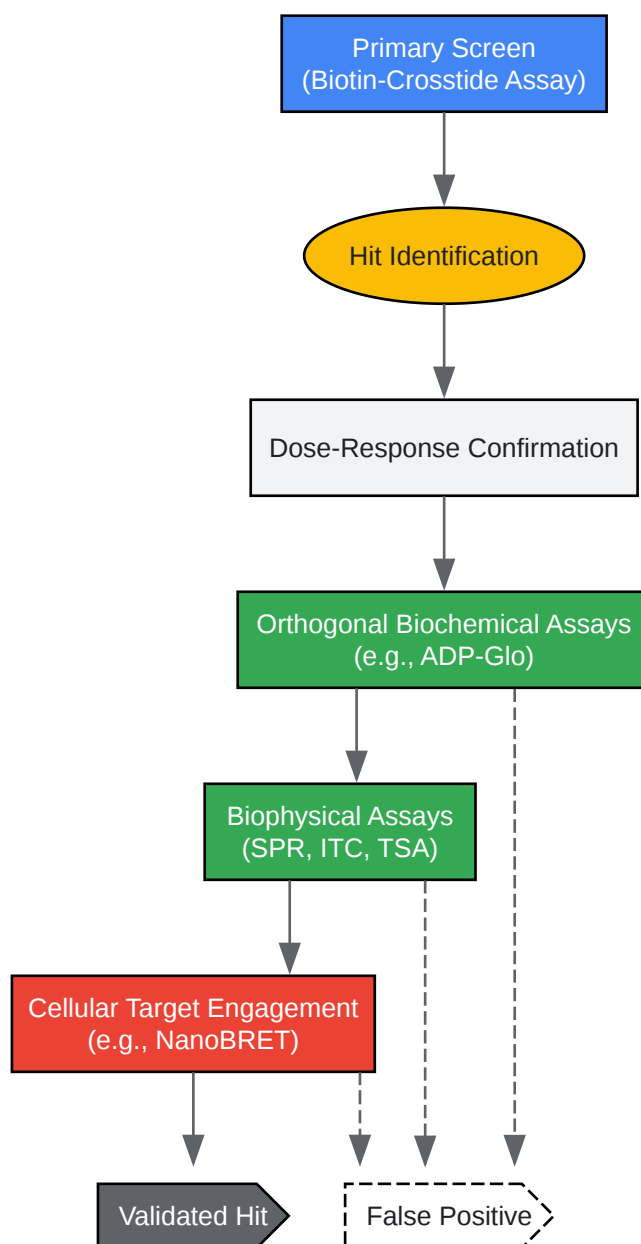 Primary Screen
(Biotin-Crosstide Assay)
Hit Identification
Dose-Response Confirmation
Orthogonal Biochemical Assays
(e.g., ADP-Glo)
Biophysical Assays
(SPR, ITC, TSA)
Cellular Target Engagement
(e.g., NanoBRET)
Validated Hit
False Positive